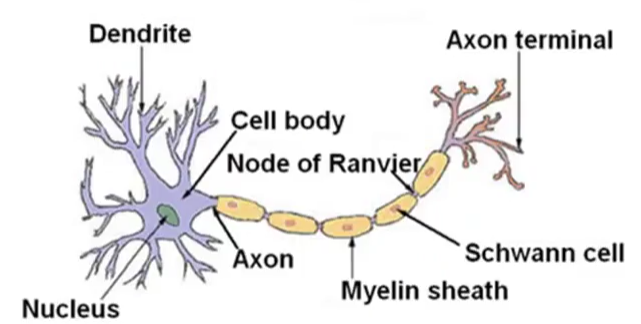 Dendrite
Axon terminal
Cell body
Node of Ranvier
Axon
Schwann cell
Myelin sheath
Nucleus